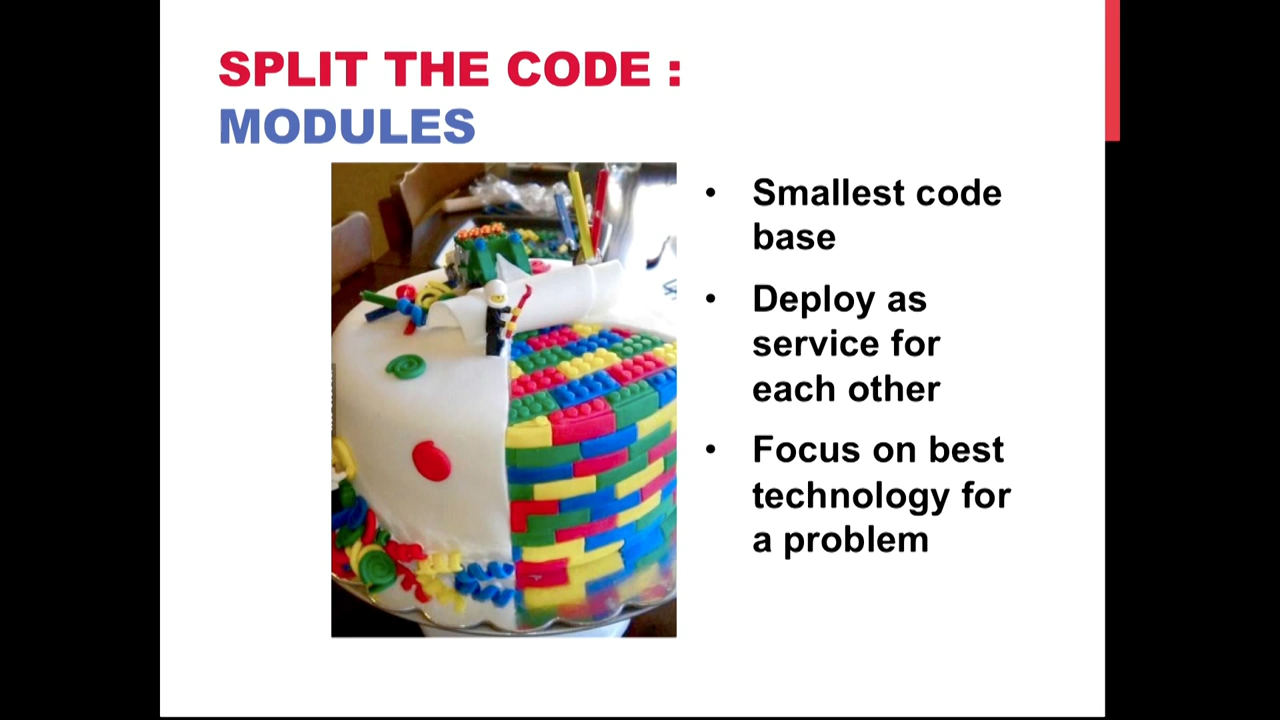 SPLIT THE CODE :
MODULES
• Smallest code
base
• Deploy as
service for
each other
• Focus on best
technology for
a problem